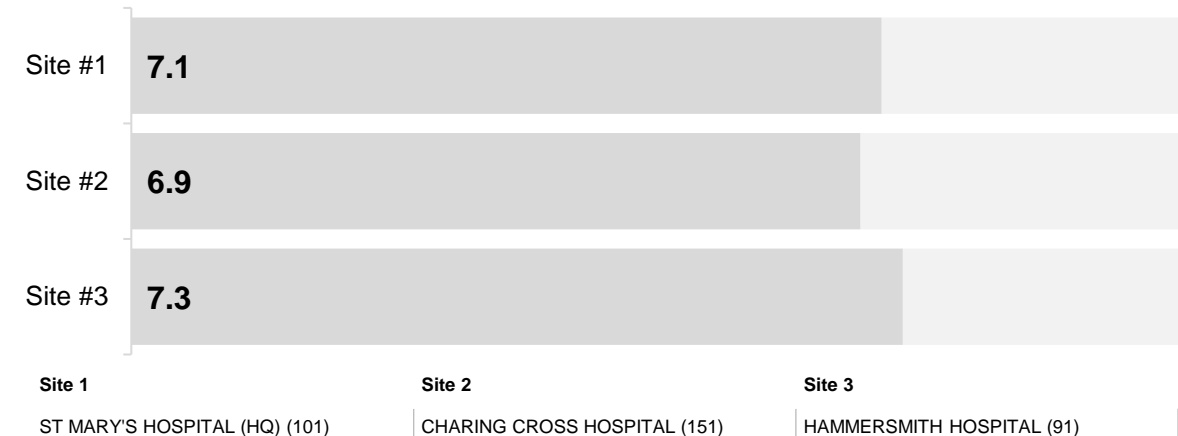 Site #1 7.1
Site #2 6.9
Site #3 7.3
Site 1 Site 2 Site 3
ST MARY'S HOSPITAL (HQ) (101) CHARING CROSS HOSPITAL (151) HAMMERSMITH HOSPITAL (91)